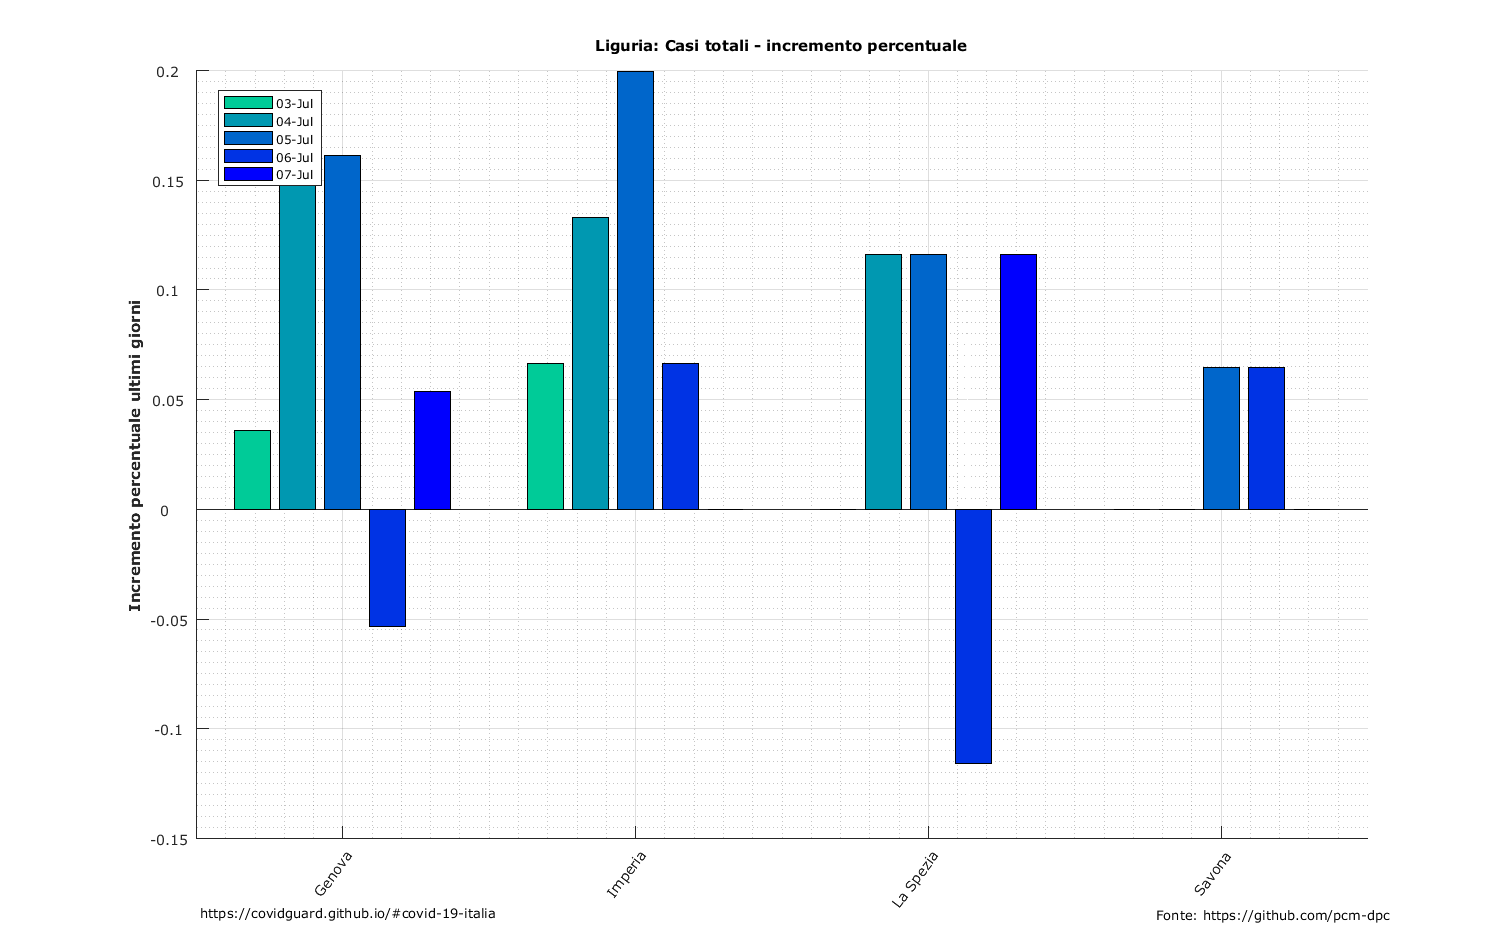 Liguria: Casi totali - incremento percentuale
0.2
0.15
0.1
0.05
0
-0.05
-0.1
-0.15
Incremento percentuale ultimi giorni
03-Jul
04-Jul
05-Jul
06-Jul
07-Jul
Genova
Imperia
La Spezia
Savona
https://covidguard.github.io/#covid-19-italia
Fonte: https://github.com/pcm-dpc